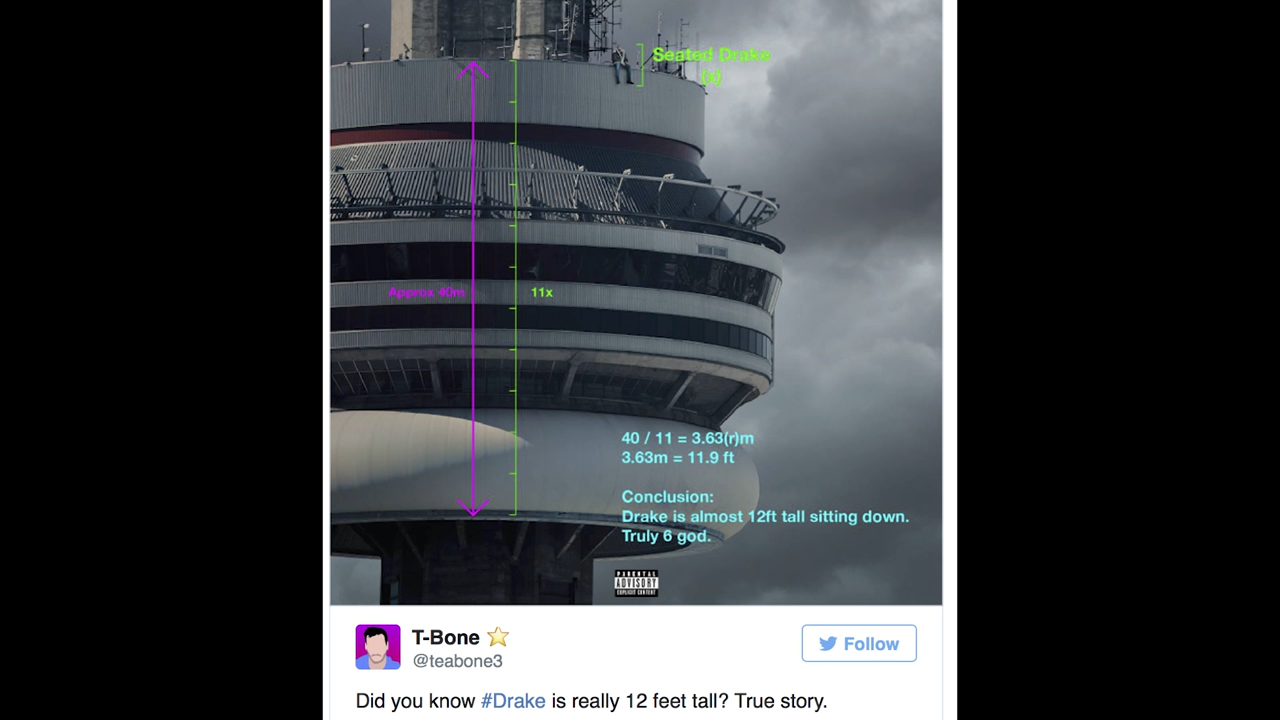 Seated Drake
(x)
Approx 40m
11x
40 / 11 = 3.63(r)m
3.63m = 11.9 ft
Conclusion:
Drake is almost 12ft tall sitting down.
Truly 6 god.
PARENTAL
ADVISORY
EXPLICIT CONTENT
T-Bone
@teabone3
Follow
Did you know #Drake is really 12 feet tall? True story.